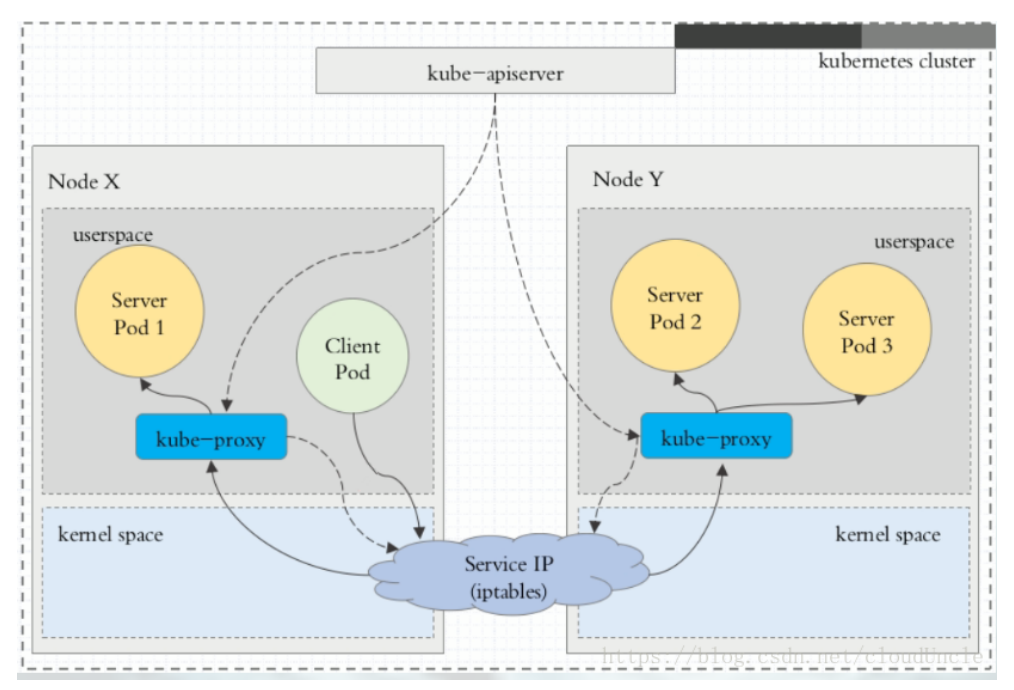 kube-apiserver
kubernetes cluster
Node X
userspace
Server
Pod 1
Client
Pod
kube-proxy
kernel space
Node Y
userspace
Server
Pod 2
Server
Pod 3
kube-proxy
kernel space
Service IP
(iptables)
https://blog.csdn.net/cloudUncle